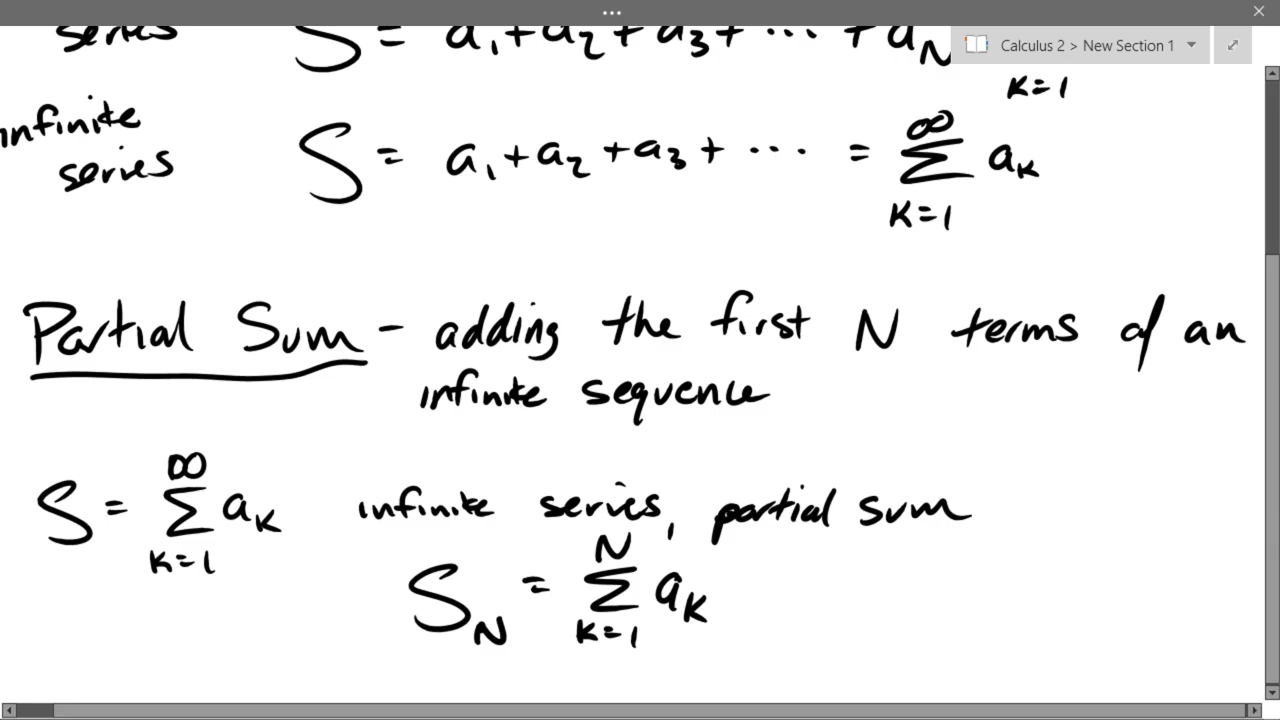 Calculus 2 > New Section 1
series S = a₁ + a₂ + a₃ + ... + a_N
K=1
infinite series S = a₁ + a₂ + a₃ + ... = ∑_{K=1}^{∞} a_K
Partial Sum - adding the first N terms of an
infinite sequence
S = ∑_{K=1}^{∞} a_K infinite series, partial sum
S_N = ∑_{K=1}^{N} a_K